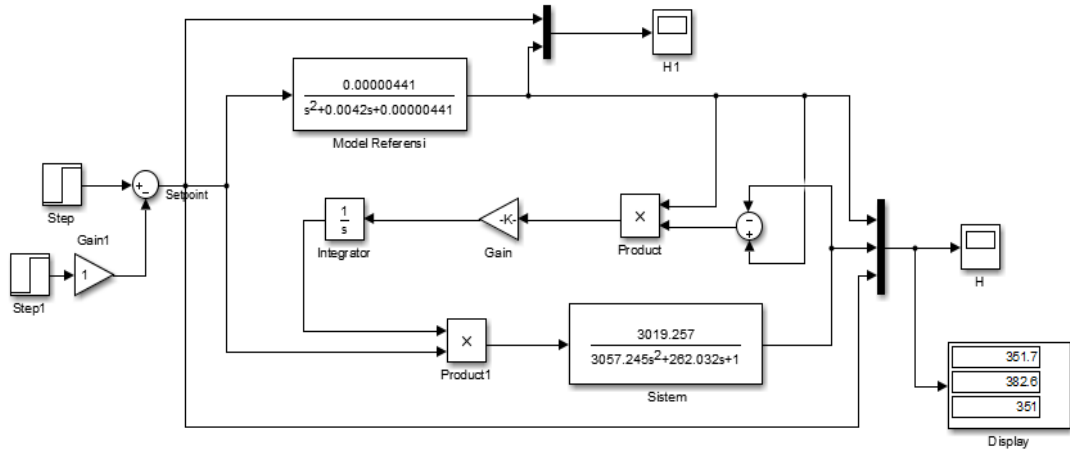 H1
0.00000441
s2+0.0042s+0.00000441
Model Referensi
+
−
Setpoint
Step
Gain1
1
Step1
1
s
Integrator
-K-
Gain
×
Product
−
+
H
×
Product1
3019.257
3057.245s2+262.032s+1
Sistem
351.7
382.6
351
Display